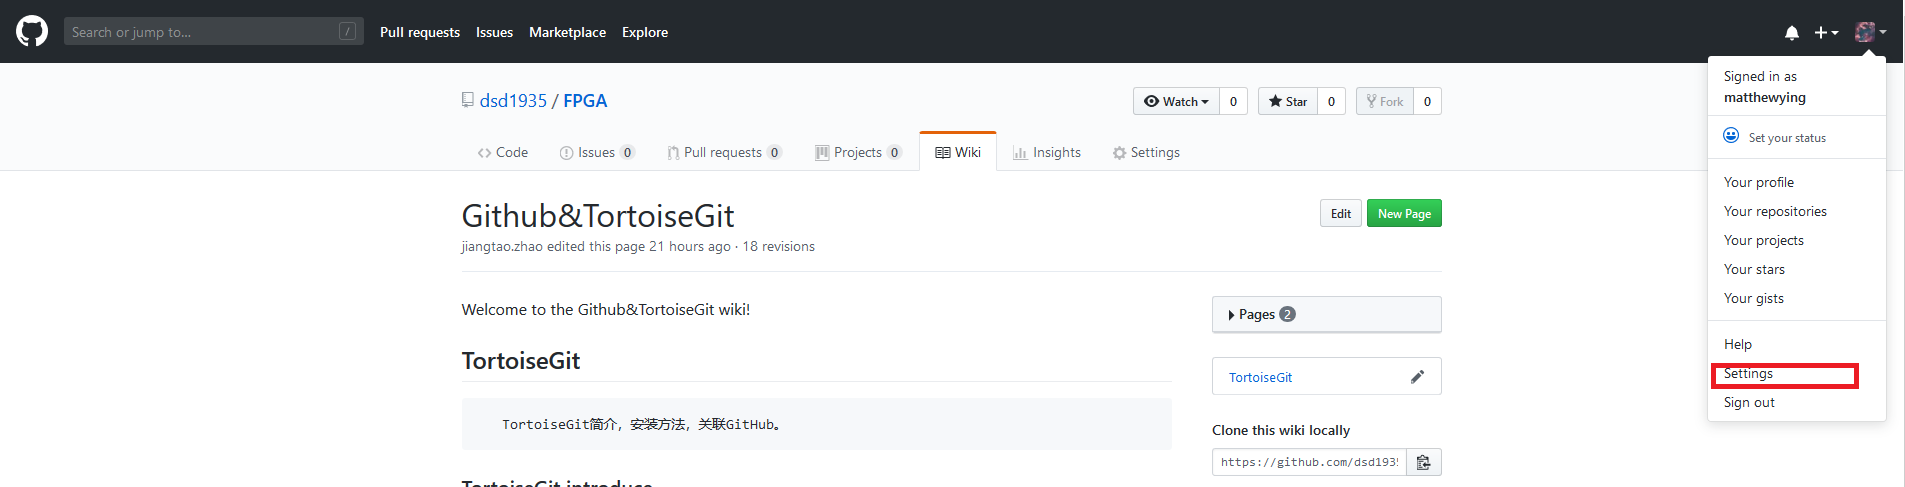 Search or jump to... /
Pull requests Issues Marketplace Explore
Signed in as
matthewying
Set your status
Your profile
Your repositories
Your projects
Your stars
Your gists
Help
Settings
Sign out
dsd1935 / FPGA
Watch 0 Star 0 Fork 0
Code Issues 0 Pull requests 0 Projects 0 Wiki Insights Settings
Github&TortoiseGit
Edit New Page
jiangtao.zhao edited this page 21 hours ago · 18 revisions
Welcome to the Github&TortoiseGit wiki!
TortoiseGit
TortoiseGit简介，安装方法，关联GitHub。
TortoiseGit introduce
Pages 2
TortoiseGit
Clone this wiki locally
https://github.com/dsd1935